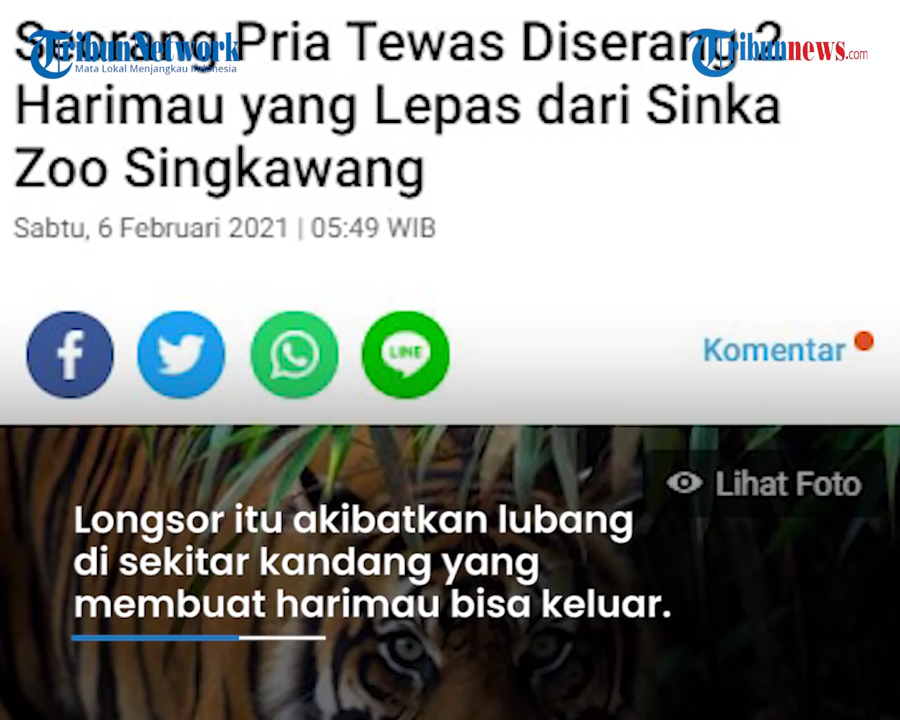 Seorang Pria Tewas Diserang 2
Harimau yang Lepas dari Sinka
Zoo Singkawang
TribunNetwork
Mata Lokal Menjangkau Indonesia
Tribunnews.com
Sabtu, 6 Februari 2021 | 05:49 WIB
LINE
Komentar
Lihat Foto
Longsor itu akibatkan lubang
di sekitar kandang yang
membuat harimau bisa keluar.